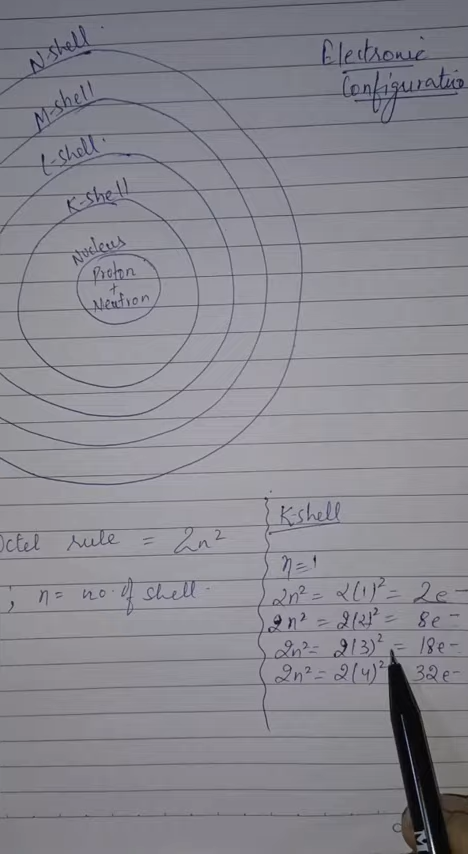 Electronic
Configuratio
N-shell
M-shell
L-shell
K-shell
Nucleus
Proton
+
Neutron
Octet rule = 2n²
; n = no. of shell.
K-shell
n = 1
2n² = 2(1)² = 2e-
2n² = 2(2)² = 8e-
2n² = 2(3)² = 18e-
2n² = 2(4)² 32e-